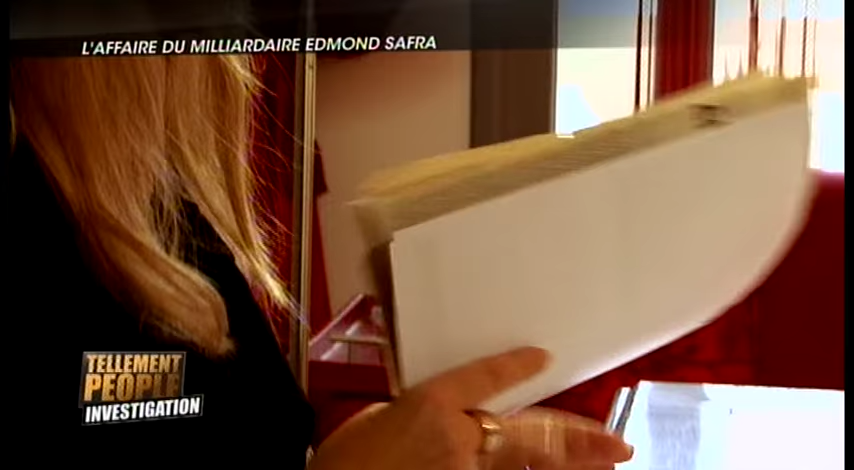 L'AFFAIRE DU MILLIARDAIRE EDMOND SAFRA
TELLEMENT
PEOPLE
INVESTIGATION